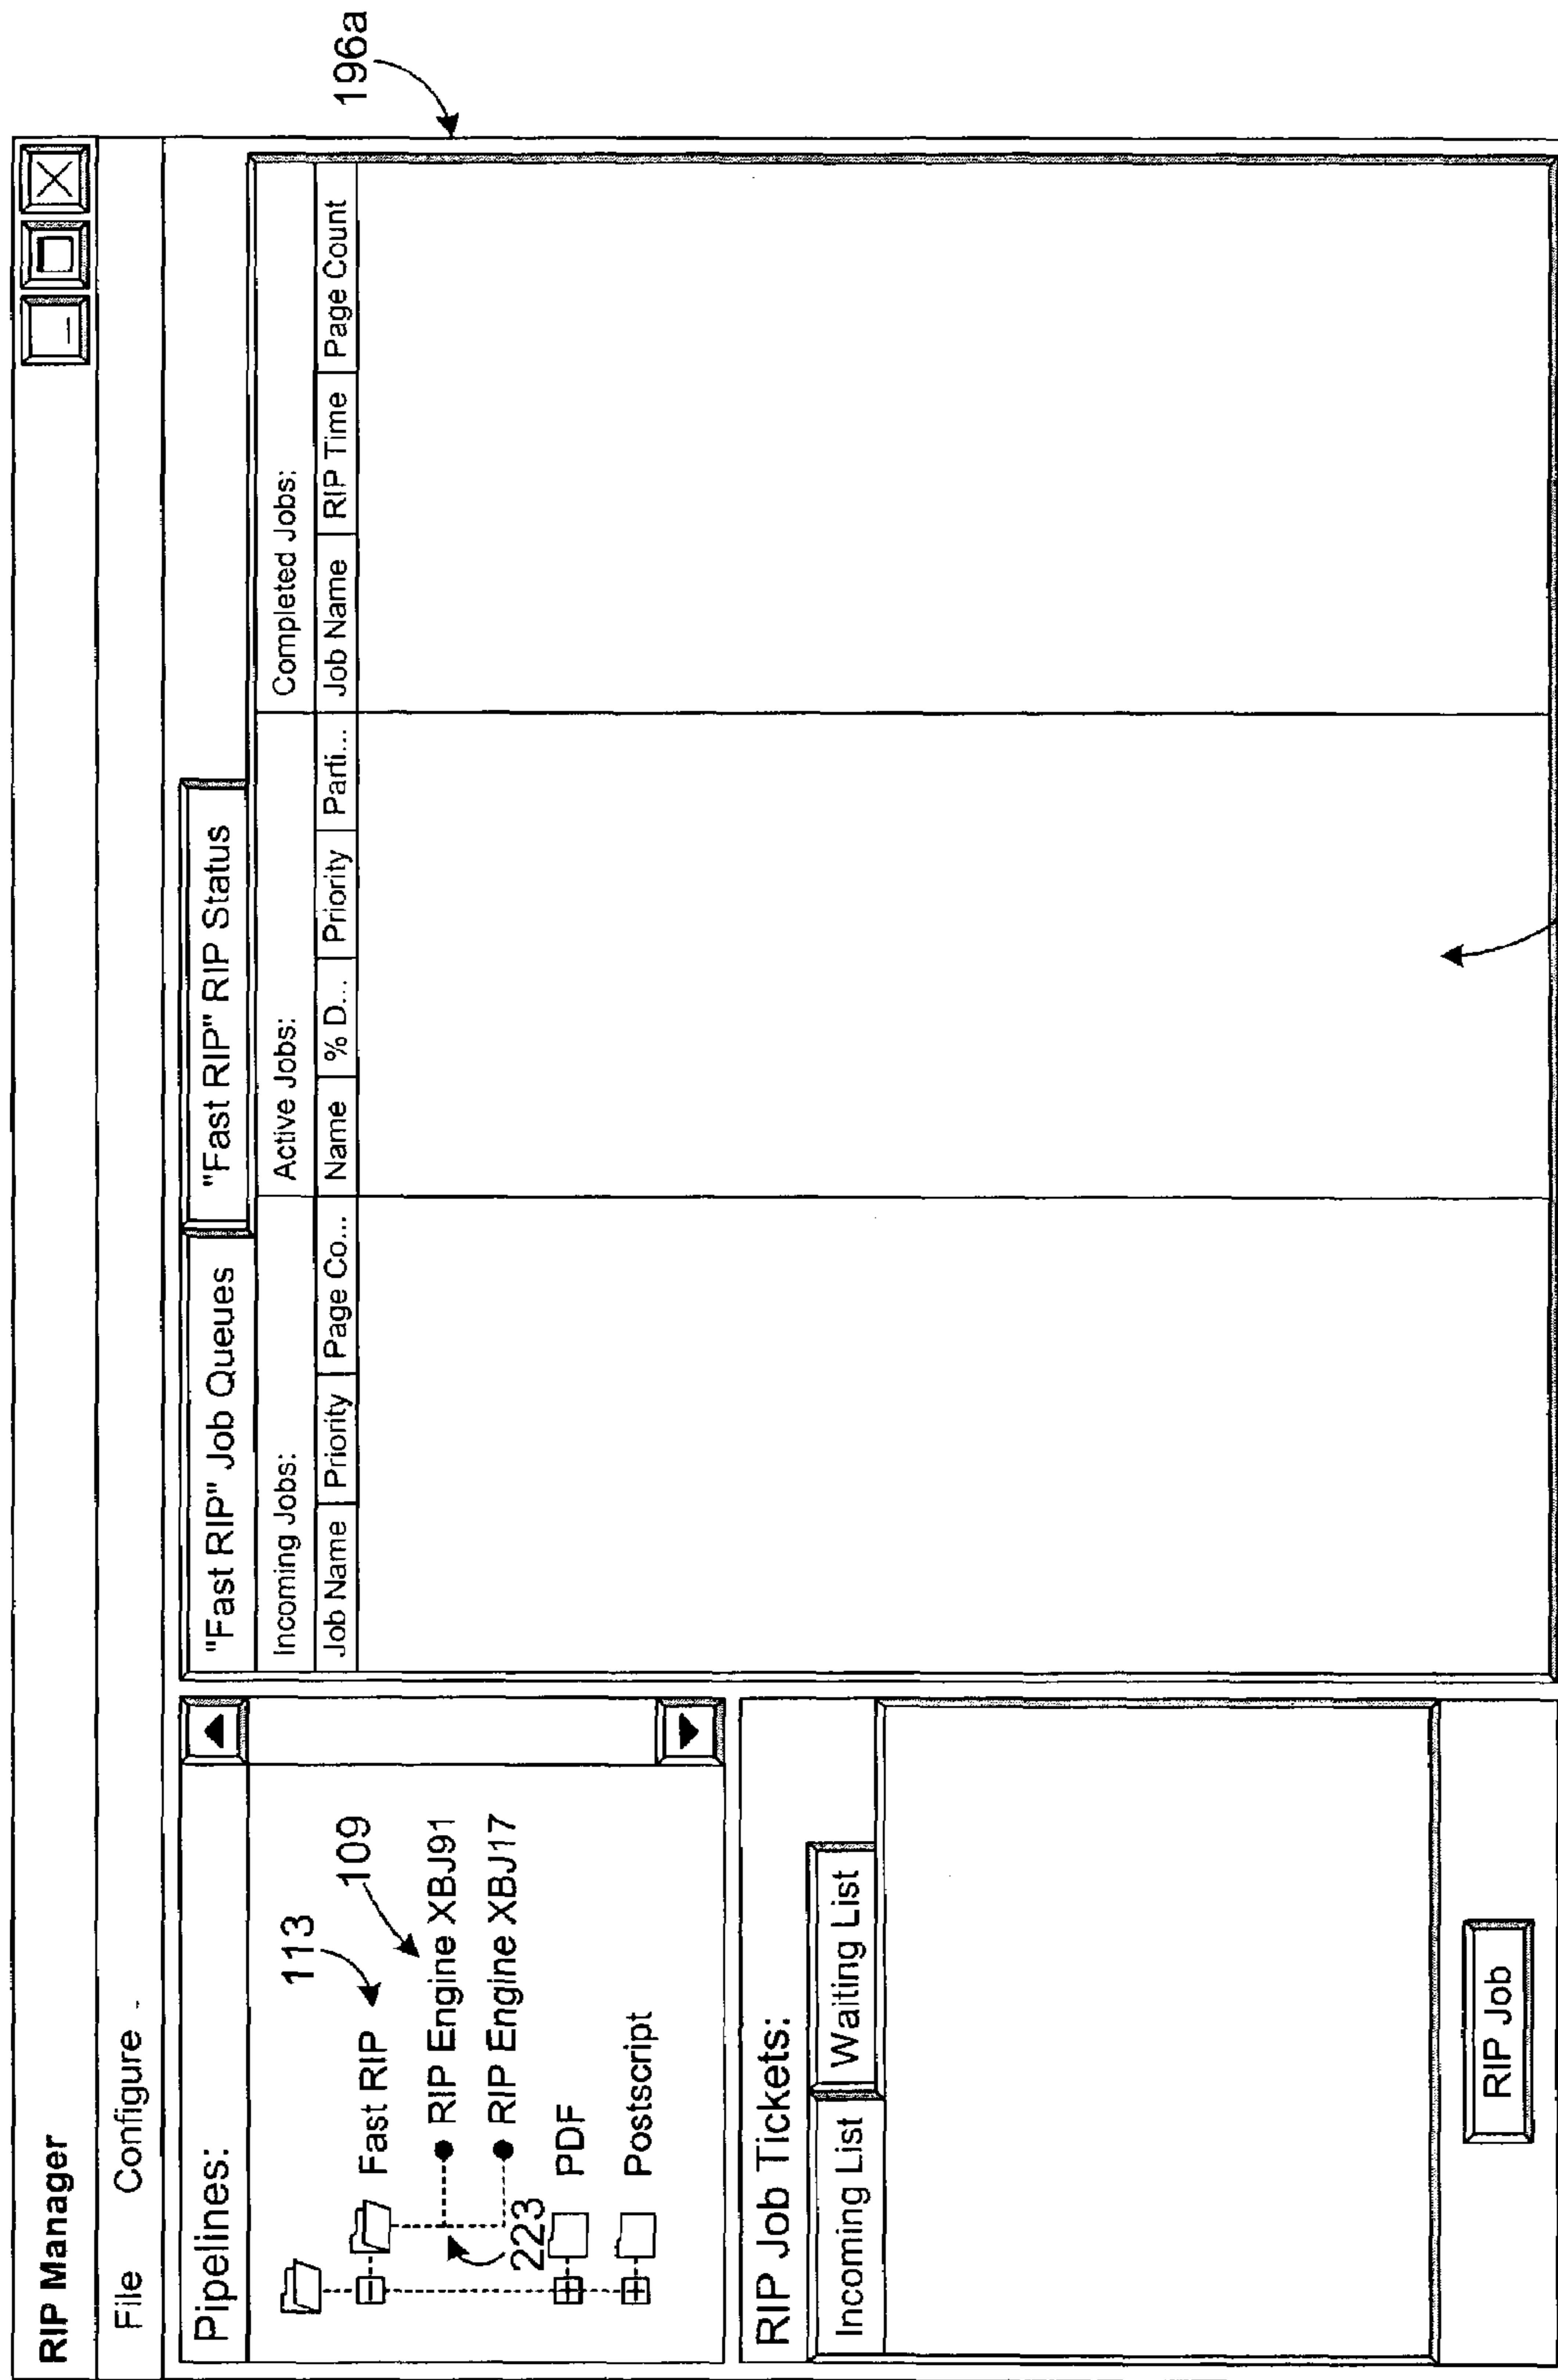 196a
RIP Manager
File Configure
Pipelines:
113
Fast RIP
109
RIP Engine XBJ91
RIP Engine XBJ17
223
PDF
Postscript
RIP Job Tickets:
Incoming List Waiting List
RIP Job
"Fast RIP" Job Queues "Fast RIP" RIP Status
Incoming Jobs: Active Jobs: Completed Jobs:
Job Name Priority Page Co... Name % D... Priority Parti... Job Name RIP Time Page Count